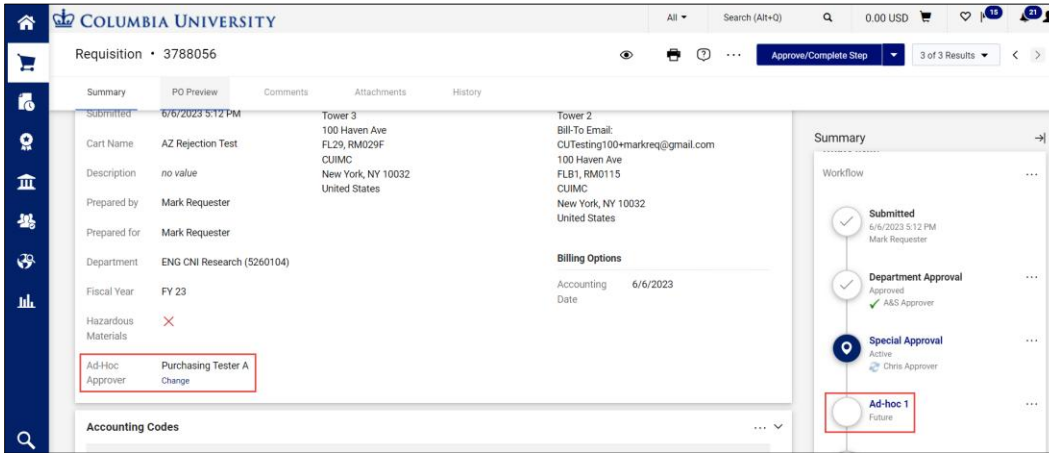 COLUMBIA UNIVERSITY
All
Search (Alt+Q)
0.00 USD
15
21
Requisition • 3788056
?
...
Approve/Complete Step
3 of 3 Results
Summary
PO Preview
Comments
Attachments
History
Submitted
6/6/2023 5:12 PM
Cart Name
AZ Rejection Test
Description
no value
Prepared by
Mark Requester
Prepared for
Mark Requester
Department
ENG CNI Research (5260104)
Fiscal Year
FY 23
Hazardous
Materials
Ad-Hoc
Approver
Purchasing Tester A
Change
Tower 3
100 Haven Ave
FL29, RM029F
CUIMC
New York, NY 10032
United States
Tower 2
Bill-To Email:
CUTesting100+markreq@gmail.com
100 Haven Ave
FLB1, RM0115
CUIMC
New York, NY 10032
United States
Billing Options
Accounting
Date
6/6/2023
Accounting Codes
...
Summary
Workflow
...
Submitted
6/6/2023 5:12 PM
Mark Requester
Department Approval
...
Approved
A&S Approver
Special Approval
...
Active
Chris Approver
Ad-hoc 1
...
Future